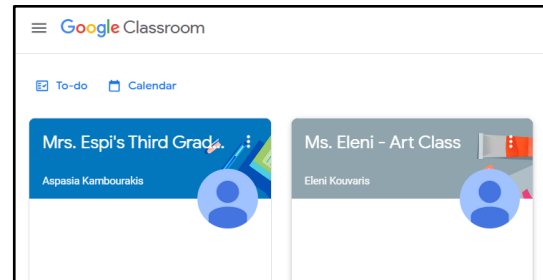 Google Classroom
To-do Calendar
Mrs. Espi's Third Grad...
Aspasia Kambourakis
Ms. Eleni - Art Class
Eleni Kouvaris